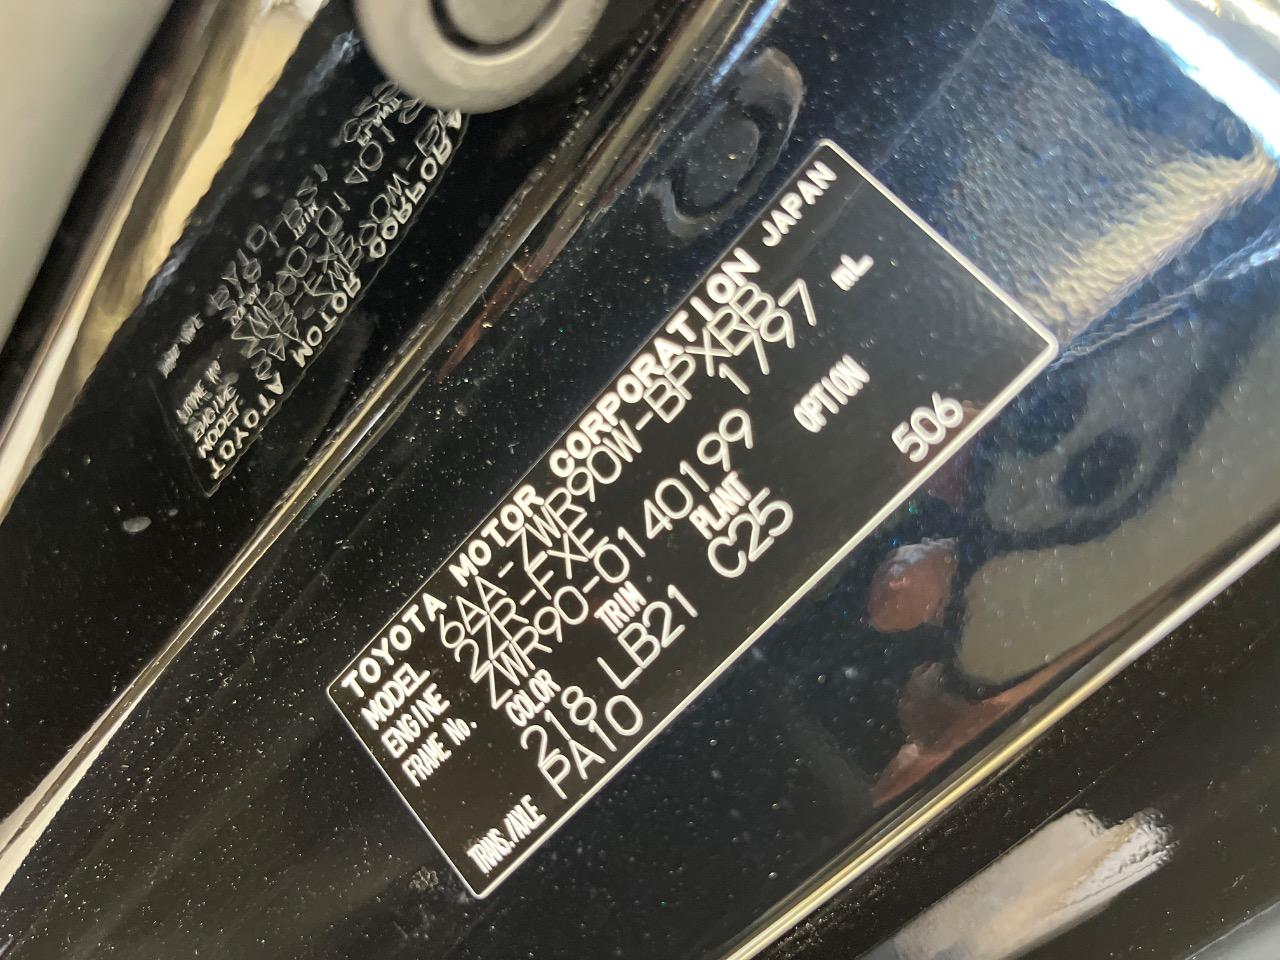 TOYOTA MOTOR CORPORATION JAPAN
MODEL 6AA-ZWR90W-BPXRB
ENGINE 2ZR-FXE 1797 mL
FRAME No. ZWR90-0140199
COLOR TRIM PLANT OPTION
218 LB21 C25 506
TRANS./AXLE PA10